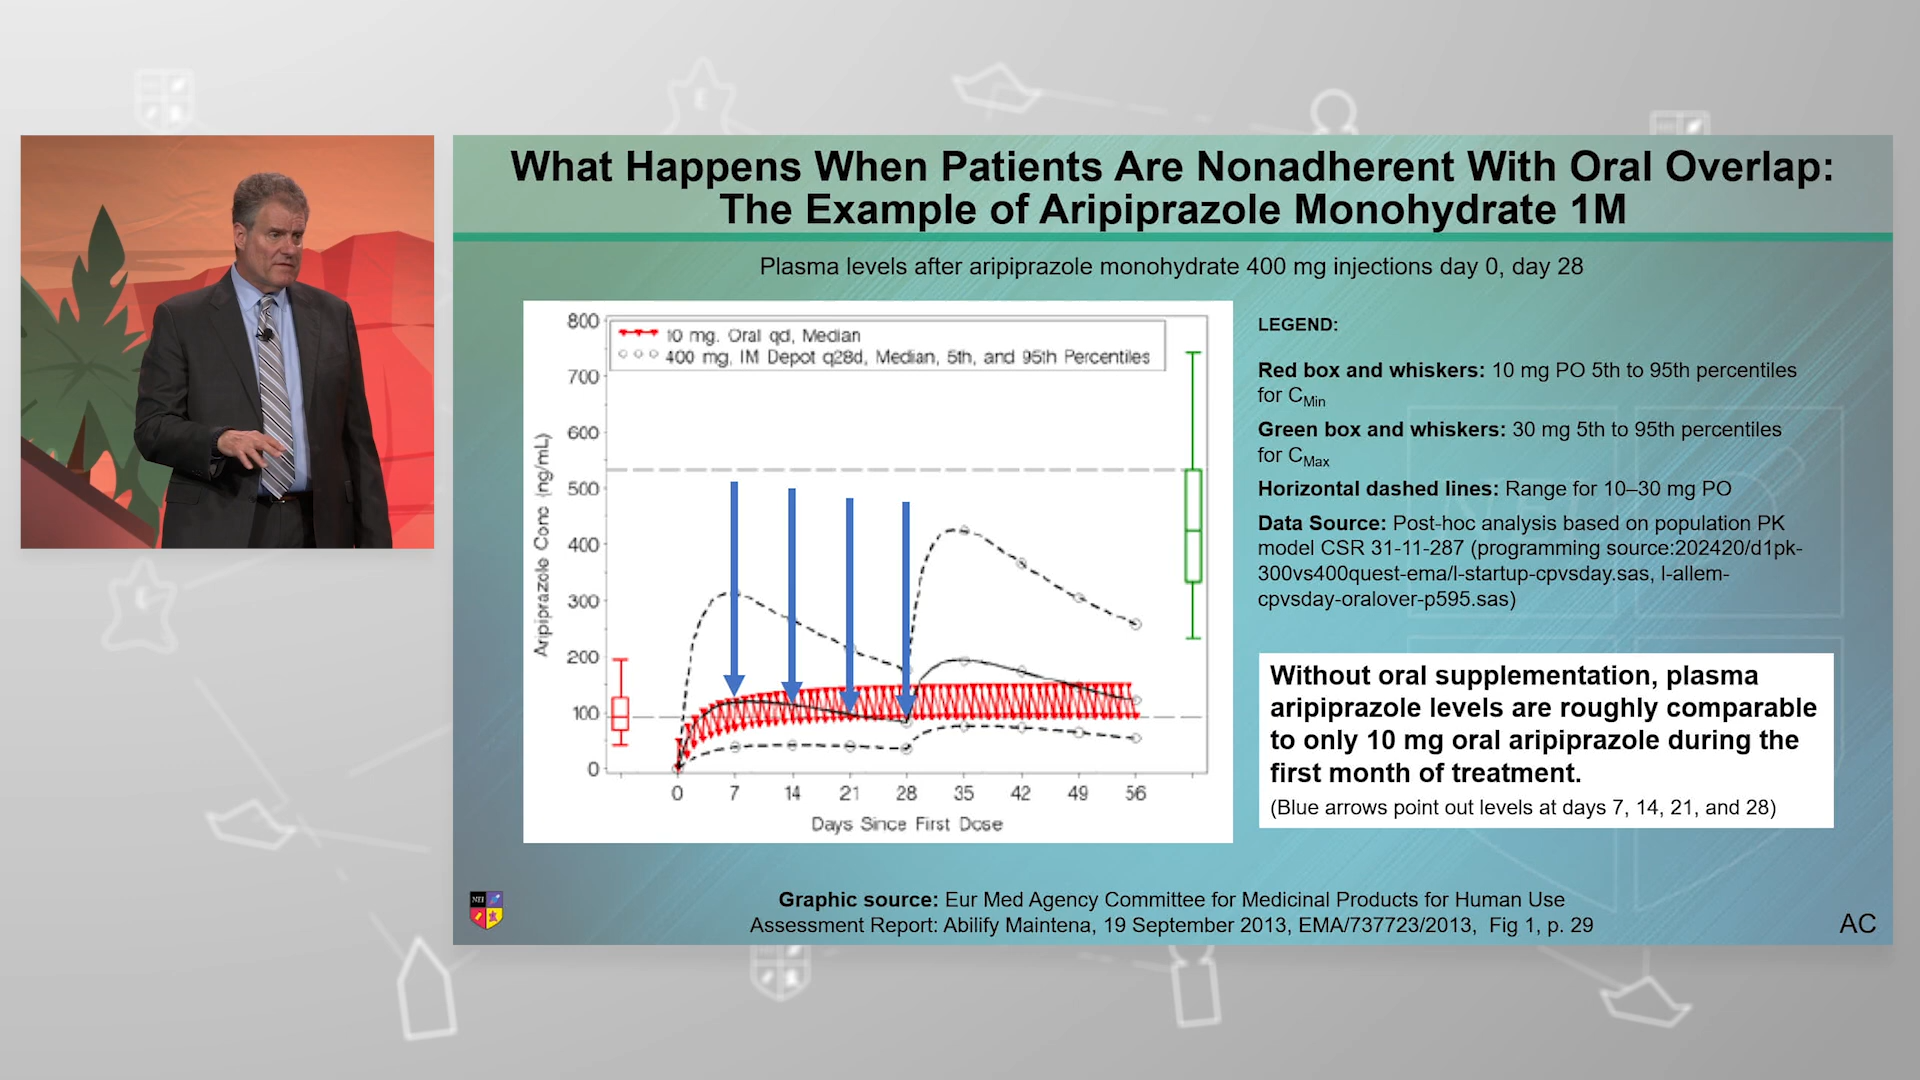 What Happens When Patients Are Nonadherent With Oral Overlap:
The Example of Aripiprazole Monohydrate 1M
Plasma levels after aripiprazole monohydrate 400 mg injections day 0, day 28
10 mg. Oral qd, Median
400 mg, IM Depot q28d, Median, 5th, and 95th Percentiles
Aripiprazole Conc (ng/mL)
800
700
600
500
400
300
200
100
0
0 7 14 21 28 35 42 49 56
Days Since First Dose
LEGEND:
Red box and whiskers: 10 mg PO 5th to 95th percentiles
for CMin
Green box and whiskers: 30 mg 5th to 95th percentiles
for CMax
Horizontal dashed lines: Range for 10–30 mg PO
Data Source: Post-hoc analysis based on population PK
model CSR 31-11-287 (programming source:202420/d1pk-
300vs400quest-ema/l-startup-cpvsday.sas, l-allem-
cpvsday-oralover-p595.sas)
Without oral supplementation, plasma
aripiprazole levels are roughly comparable
to only 10 mg oral aripiprazole during the
first month of treatment.
(Blue arrows point out levels at days 7, 14, 21, and 28)
NEI
Graphic source: Eur Med Agency Committee for Medicinal Products for Human Use
Assessment Report: Abilify Maintena, 19 September 2013, EMA/737723/2013, Fig 1, p. 29
AC